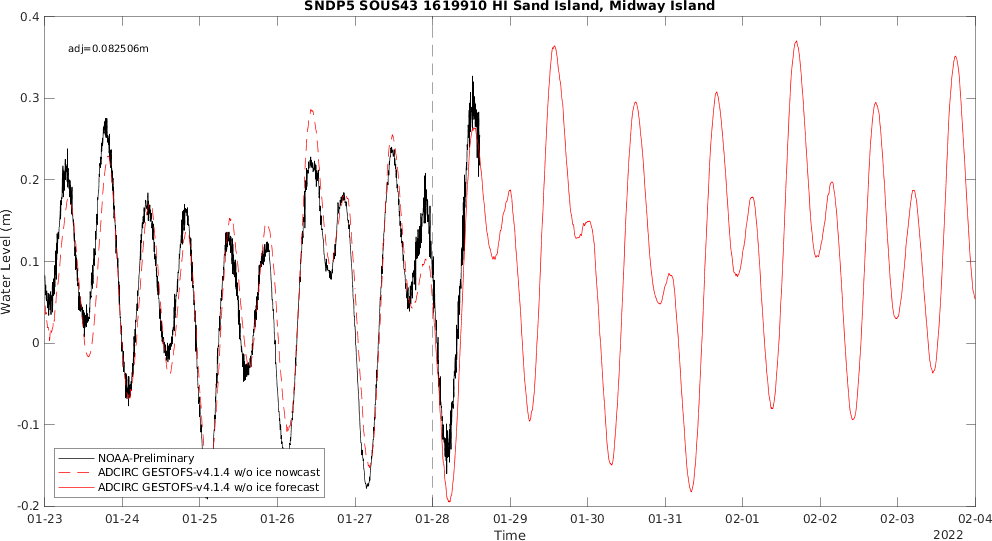 SNDP5 SOUS43 1619910 HI Sand Island, Midway Island
0.4
0.3
0.2
0.1
0
-0.1
-0.2
Water Level (m)
adj=0.082506m
NOAA-Preliminary
ADCIRC GESTOFS-v4.1.4 w/o ice nowcast
ADCIRC GESTOFS-v4.1.4 w/o ice forecast
01-23 01-24 01-25 01-26 01-27 01-28 01-29 01-30 01-31 02-01 02-02 02-03 02-04
Time
2022